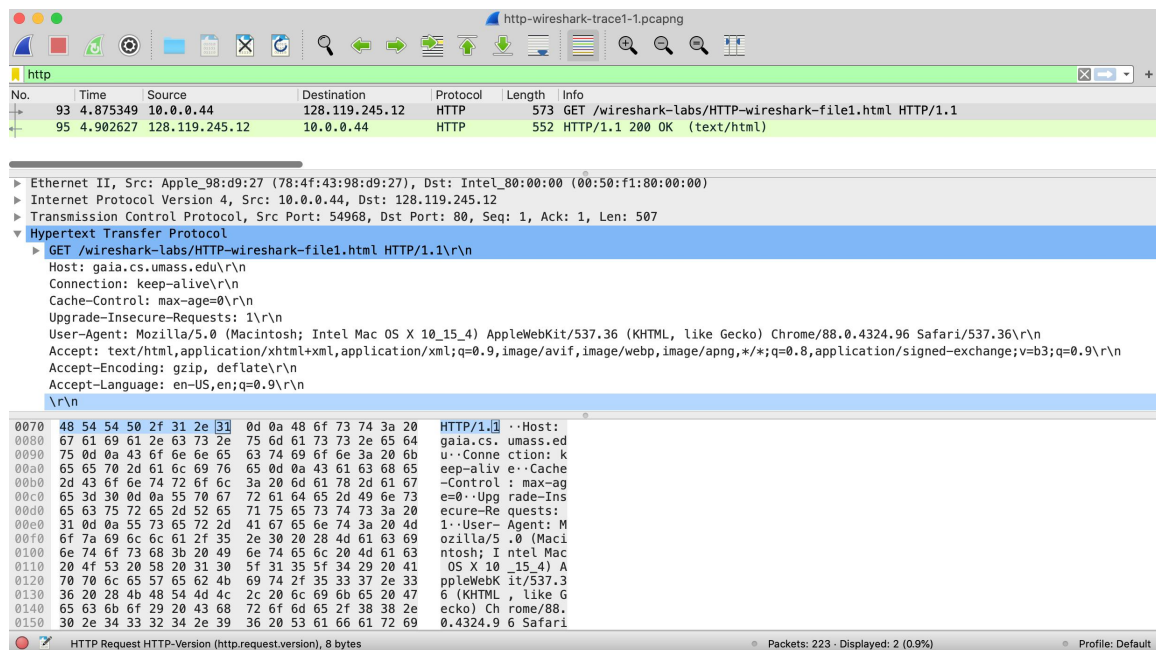 http-wireshark-trace1-1.pcapng
http
+
No. Time Source Destination Protocol Length Info
93 4.875349 10.0.0.44 128.119.245.12 HTTP 573 GET /wireshark-labs/HTTP-wireshark-file1.html HTTP/1.1
95 4.902627 128.119.245.12 10.0.0.44 HTTP 552 HTTP/1.1 200 OK (text/html)
Ethernet II, Src: Apple_98:d9:27 (78:4f:43:98:d9:27), Dst: Intel_80:00:00 (00:50:f1:80:00:00)
Internet Protocol Version 4, Src: 10.0.0.44, Dst: 128.119.245.12
Transmission Control Protocol, Src Port: 54968, Dst Port: 80, Seq: 1, Ack: 1, Len: 507
Hypertext Transfer Protocol
GET /wireshark-labs/HTTP-wireshark-file1.html HTTP/1.1\r\n
Host: gaia.cs.umass.edu\r\n
Connection: keep-alive\r\n
Cache-Control: max-age=0\r\n
Upgrade-Insecure-Requests: 1\r\n
User-Agent: Mozilla/5.0 (Macintosh; Intel Mac OS X 10_15_4) AppleWebKit/537.36 (KHTML, like Gecko) Chrome/88.0.4324.96 Safari/537.36\r\n
Accept: text/html,application/xhtml+xml,application/xml;q=0.9,image/avif,image/webp,image/apng,*/*;q=0.8,application/signed-exchange;v=b3;q=0.9\r\n
Accept-Encoding: gzip, deflate\r\n
Accept-Language: en-US,en;q=0.9\r\n
\r\n
0070 48 54 54 50 2f 31 2e 31 0d 0a 48 6f 73 74 3a 20 HTTP/1.1 ··Host:
0080 67 61 69 61 2e 63 73 2e 75 6d 61 73 73 2e 65 64 gaia.cs. umass.ed
0090 75 0d 0a 43 6f 6e 6e 65 63 74 69 6f 6e 3a 20 6b u··Conne ction: k
00a0 65 65 70 2d 61 6c 69 76 65 0d 0a 43 61 63 68 65 eep-aliv e··Cache
00b0 2d 43 6f 6e 74 72 6f 6c 3a 20 6d 61 78 2d 61 67 -Control : max-ag
00c0 65 3d 30 0d 0a 55 70 67 72 61 64 65 2d 49 6e 73 e=0··Upg rade-Ins
00d0 65 63 75 72 65 2d 52 65 71 75 65 73 74 73 3a 20 ecure-Re quests:
00e0 31 0d 0a 55 73 65 72 2d 41 67 65 6e 74 3a 20 4d 1··User- Agent: M
00f0 6f 7a 69 6c 6c 61 2f 35 2e 30 20 28 4d 61 63 69 ozilla/5 .0 (Maci
0100 6e 74 6f 73 68 3b 20 49 6e 74 65 6c 20 4d 61 63 ntosh; I ntel Mac
0110 20 4f 53 20 58 20 31 30 5f 31 35 5f 34 29 20 41 OS X 10 _15_4) A
0120 70 70 6c 65 57 65 62 4b 69 74 2f 35 33 37 2e 33 ppleWebK it/537.3
0130 36 20 28 4b 48 54 4d 4c 2c 20 6c 69 6b 65 20 47 6 (KHTML , like G
0140 65 63 6b 6f 29 20 43 68 72 6f 6d 65 2f 38 38 2e ecko) Ch rome/88.
0150 30 2e 34 33 32 34 2e 39 36 20 53 61 66 61 72 69 0.4324.9 6 Safari
HTTP Request HTTP-Version (http.request.version), 8 bytes Packets: 223 · Displayed: 2 (0.9%) Profile: Default